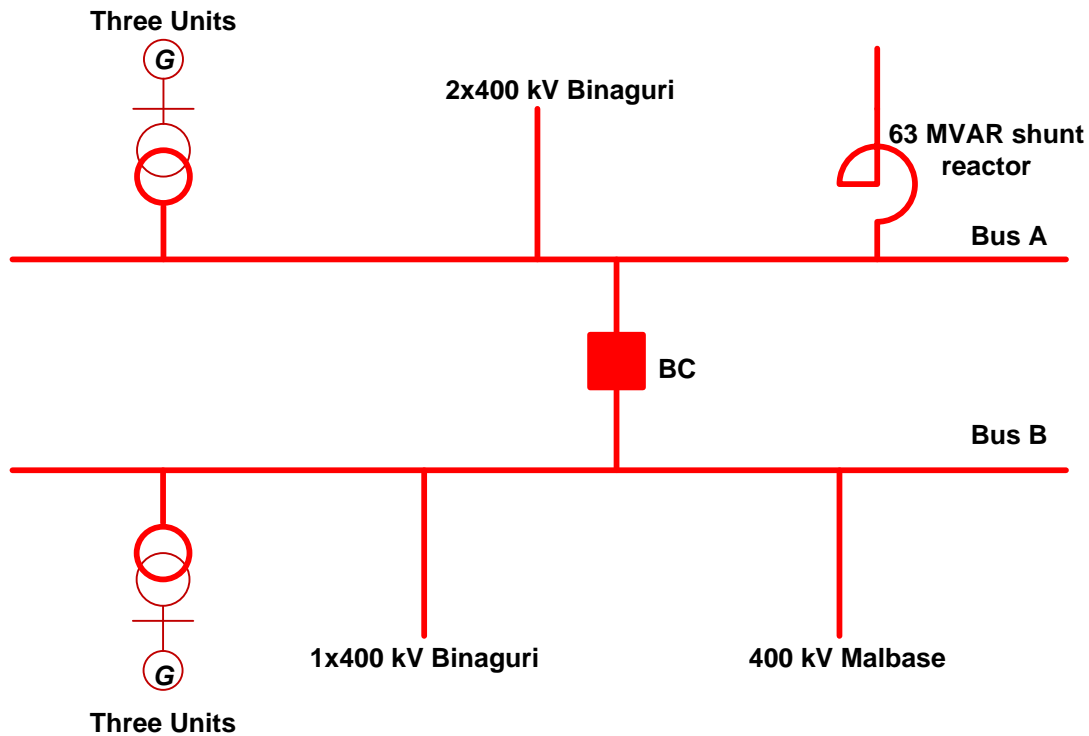 Three Units
G
2x400 kV Binaguri
63 MVAR shunt
reactor
Bus A
BC
Bus B
1x400 kV Binaguri
400 kV Malbase
G
Three Units